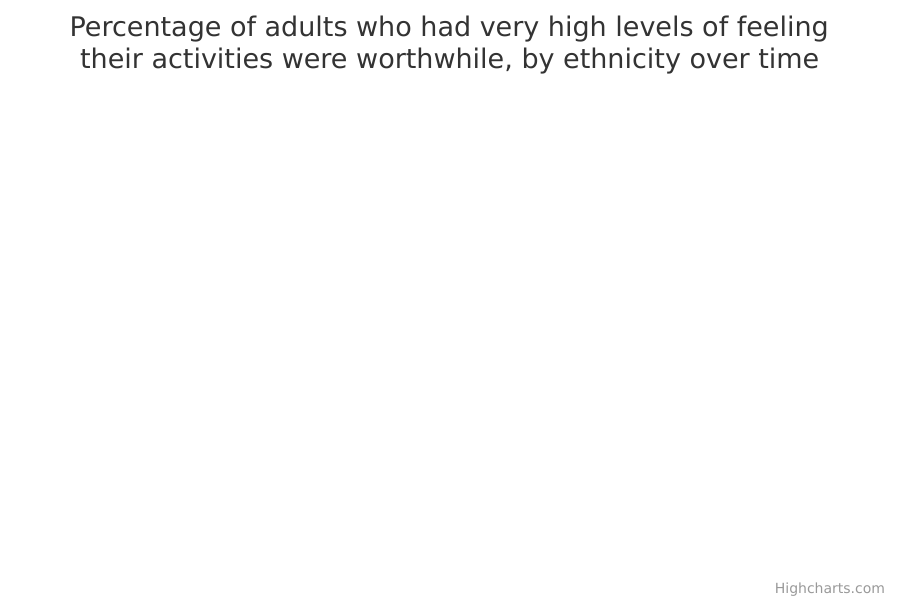 Percentage of adults who had very high levels of feeling
their activities were worthwhile, by ethnicity over time
Highcharts.com